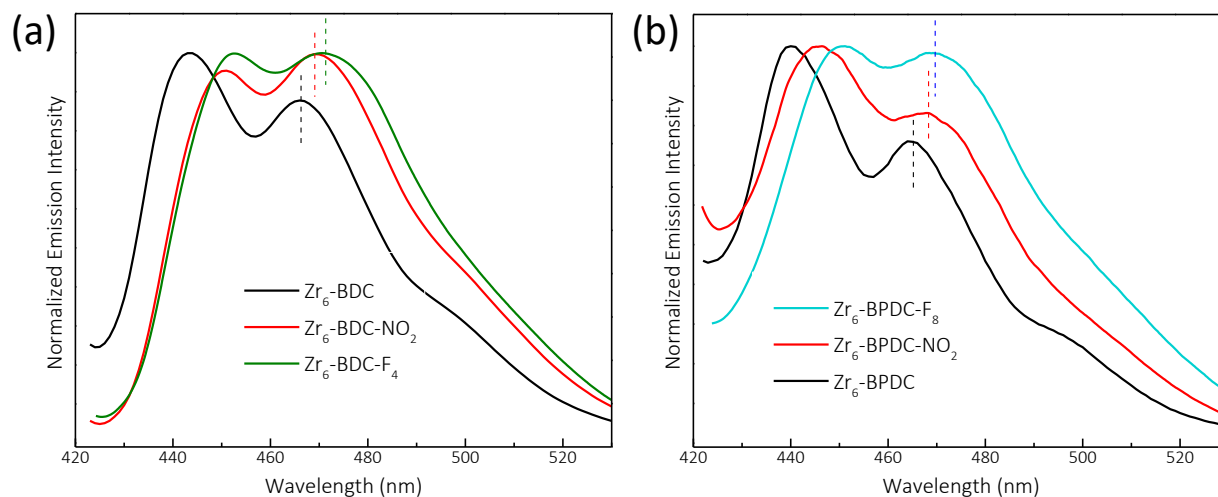 (a)
Normalized Emission Intensity
Zr₆-BDC
Zr₆-BDC-NO₂
Zr₆-BDC-F₄
420 440 460 480 500 520
Wavelength (nm)
(b)
Normalized Emission Intensity
Zr₆-BPDC-F₈
Zr₆-BPDC-NO₂
Zr₆-BPDC
420 440 460 480 500 520
Wavelength (nm)